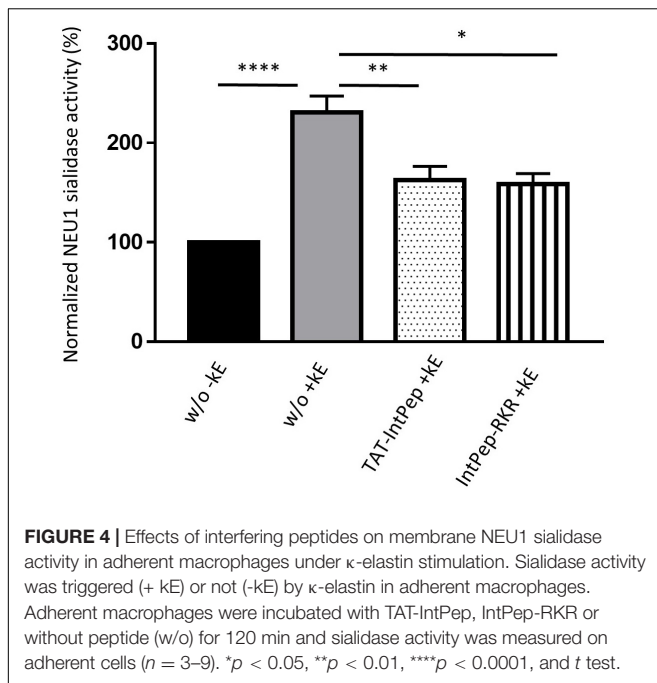 Normalized NEU1 sialidase activity (%)
300
200
100
0
****
**
*
w/o -kE
w/o +kE
TAT-IntPep +kE
IntPep-RKR +kE
FIGURE 4 | Effects of interfering peptides on membrane NEU1 sialidase
activity in adherent macrophages under κ-elastin stimulation. Sialidase activity
was triggered (+ kE) or not (-kE) by κ-elastin in adherent macrophages.
Adherent macrophages were incubated with TAT-IntPep, IntPep-RKR or
without peptide (w/o) for 120 min and sialidase activity was measured on
adherent cells (n = 3–9). *p < 0.05, **p < 0.01, ****p < 0.0001, and t test.